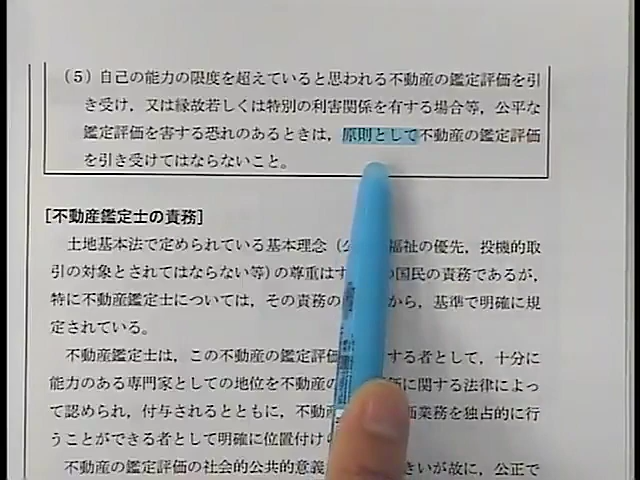 (5) 自己の能力の限度を超えていると思われる不動産の鑑定評価を引
き受け，又は縁故若しくは特別の利害関係を有する場合等，公平な
鑑定評価を害する恐れのあるときは，原則として不動産の鑑定評価
を引き受けてはならないこと。
[不動産鑑定士の責務]
土地基本法で定められている基本理念（公 福祉の優先，投機的取
引の対象とされてはならない等）の尊重は の国民の責務であるが，
特に不動産鑑定士については，その責務の から，基準で明確に規
定されている。
不動産鑑定士は，この不動産の鑑定評価 する者として，十分に
能力のある専門家としての地位を不動産の に関する法律によっ
て認められ，付与されるとともに，不動 業務を独占的に行
うことができる者として明確に位置付け
不動産の鑑定評価の社会的公共的意義 きいが故に，公正で